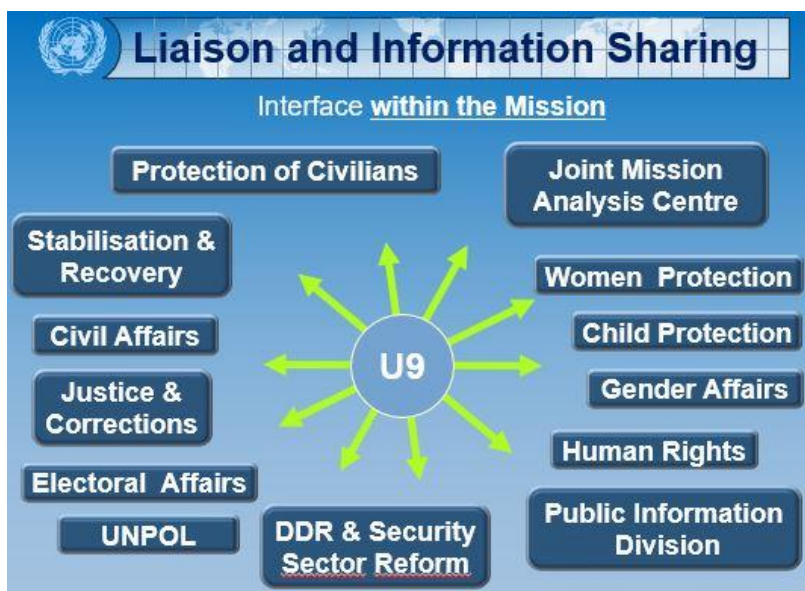 Liaison and Information Sharing
Interface within the Mission
Protection of Civilians
Joint Mission
Analysis Centre
Stabilisation &
Recovery
Women Protection
Civil Affairs
Child Protection
U9
Justice &
Corrections
Gender Affairs
Human Rights
Electoral Affairs
Public Information
Division
UNPOL
DDR & Security
Sector Reform